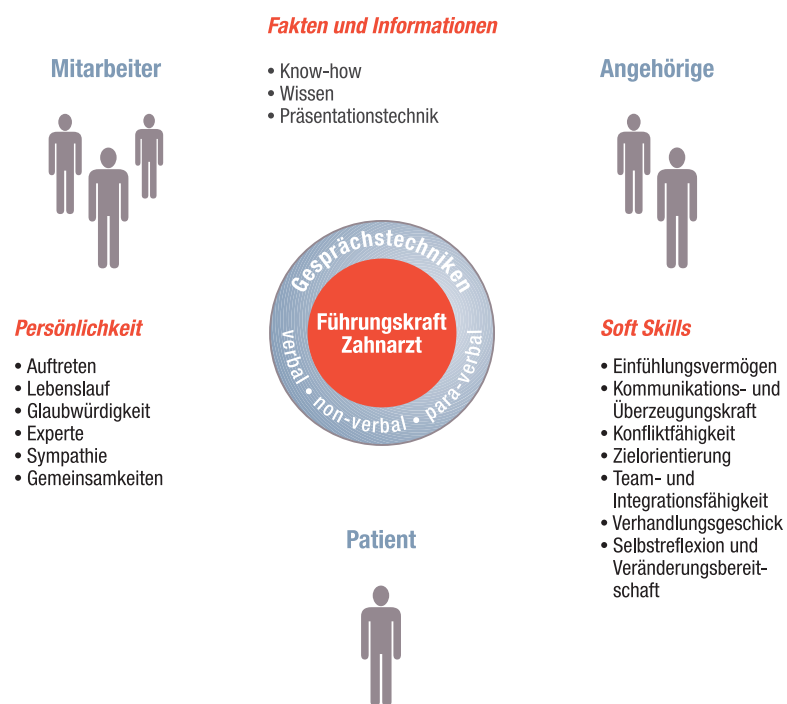 Fakten und Informationen
• Know-how
• Wissen
• Präsentationstechnik
Mitarbeiter
Angehörige
Gesprächstechniken
Führungskraft
Zahnarzt
verbal • non-verbal • para-verbal
Persönlichkeit
• Auftreten
• Lebenslauf
• Glaubwürdigkeit
• Experte
• Sympathie
• Gemeinsamkeiten
Soft Skills
• Einfühlungsvermögen
• Kommunikations- und
Überzeugungskraft
• Konfliktfähigkeit
• Zielorientierung
• Team- und
Integrationsfähigkeit
• Verhandlungsgeschick
• Selbstreflexion und
Veränderungsbereit-
schaft
Patient